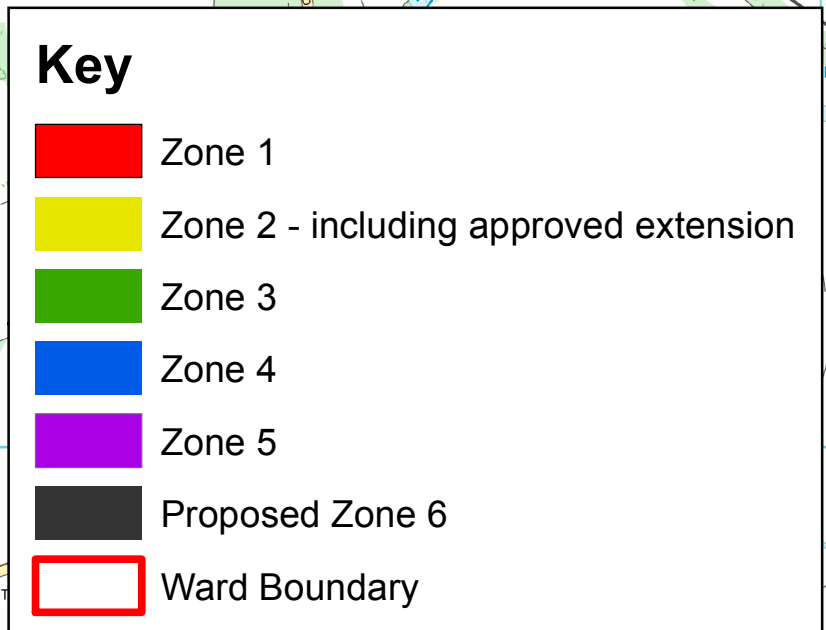 Key
Zone 1
Zone 2 - including approved extension
Zone 3
Zone 4
Zone 5
Proposed Zone 6
Ward Boundary
T